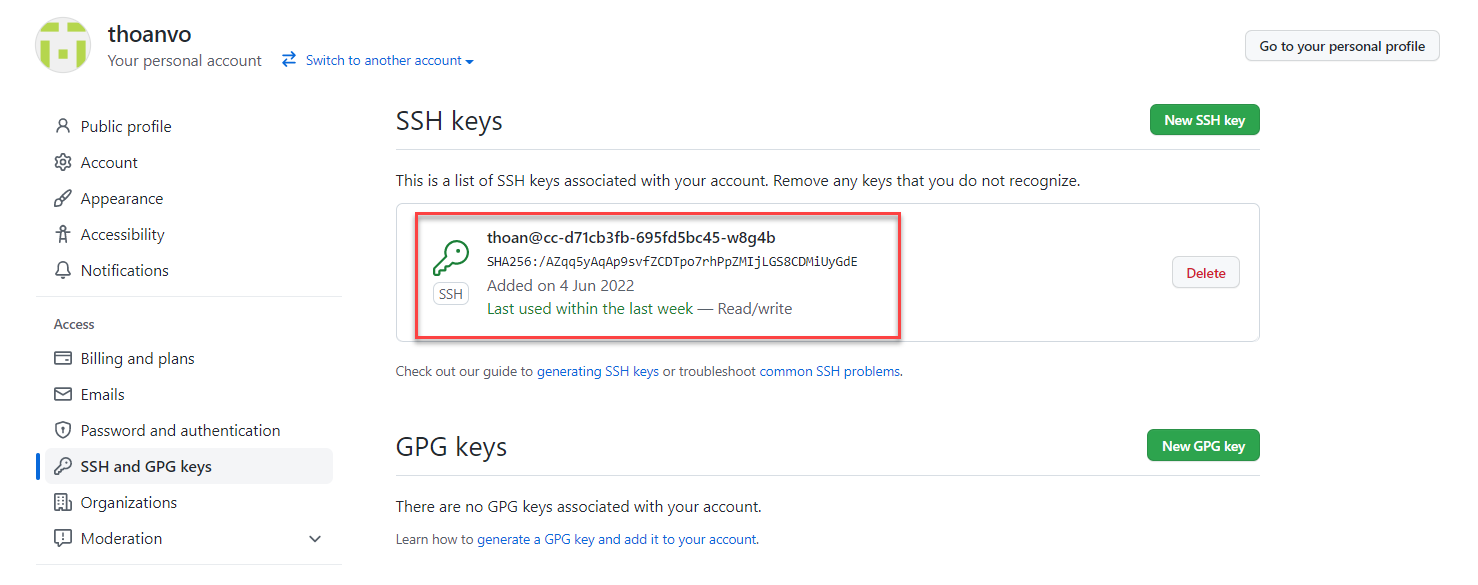 thoanvo
Your personal account
Switch to another account
Go to your personal profile
Public profile
Account
Appearance
Accessibility
Notifications
Access
Billing and plans
Emails
Password and authentication
SSH and GPG keys
Organizations
Moderation
SSH keys
New SSH key
This is a list of SSH keys associated with your account. Remove any keys that you do not recognize.
thoan@cc-d71cb3fb-695fd5bc45-w8g4b
SHA256:/AZqq5yAqAp9svfZCDTpo7rhPpZMIjLGS8CDMiUyGdE
SSH
Added on 4 Jun 2022
Last used within the last week — Read/write
Delete
Check out our guide to generating SSH keys or troubleshoot common SSH problems.
GPG keys
New GPG key
There are no GPG keys associated with your account.
Learn how to generate a GPG key and add it to your account.